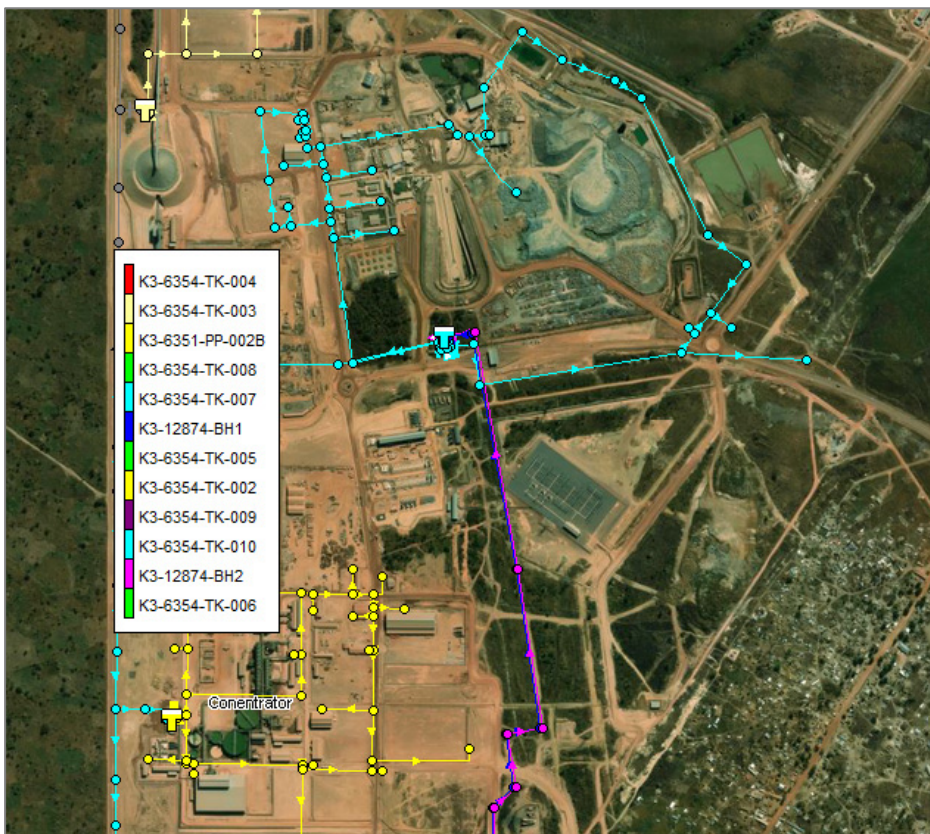 K3-6354-TK-004
K3-6354-TK-003
K3-6351-PP-002B
K3-6354-TK-008
K3-6354-TK-007
K3-12874-BH1
K3-6354-TK-005
K3-6354-TK-002
K3-6354-TK-009
K3-6354-TK-010
K3-12874-BH2
K3-6354-TK-006
Conentrator